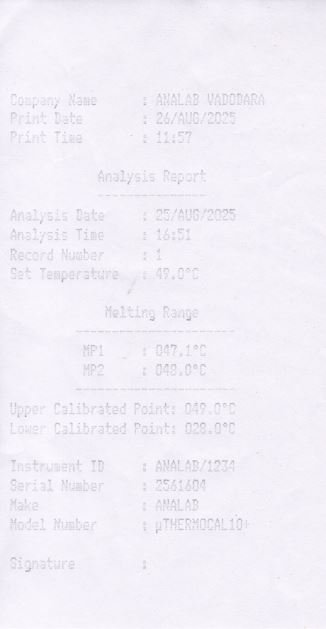 Company Name : ANALAB VADODARA
Print Date : 26/AUG/2025
Print Time : 11:57
Analysis Report
---------------
Analysis Date : 25/AUG/2025
Analysis Time : 16:51
Record Number : 1
Set Temperature : 49.0°C
Melting Range
----------------------
MP1 : 047.1°C
MP2 : 048.0°C
----------------------
Upper Calibrated Point: 049.0°C
Lower Calibrated Point: 028.0°C
Instrument ID : ANALAB/1234
Serial Number : 2561604
Make : ANALAB
Model Number : µTHERMOCAL10+
Signature :